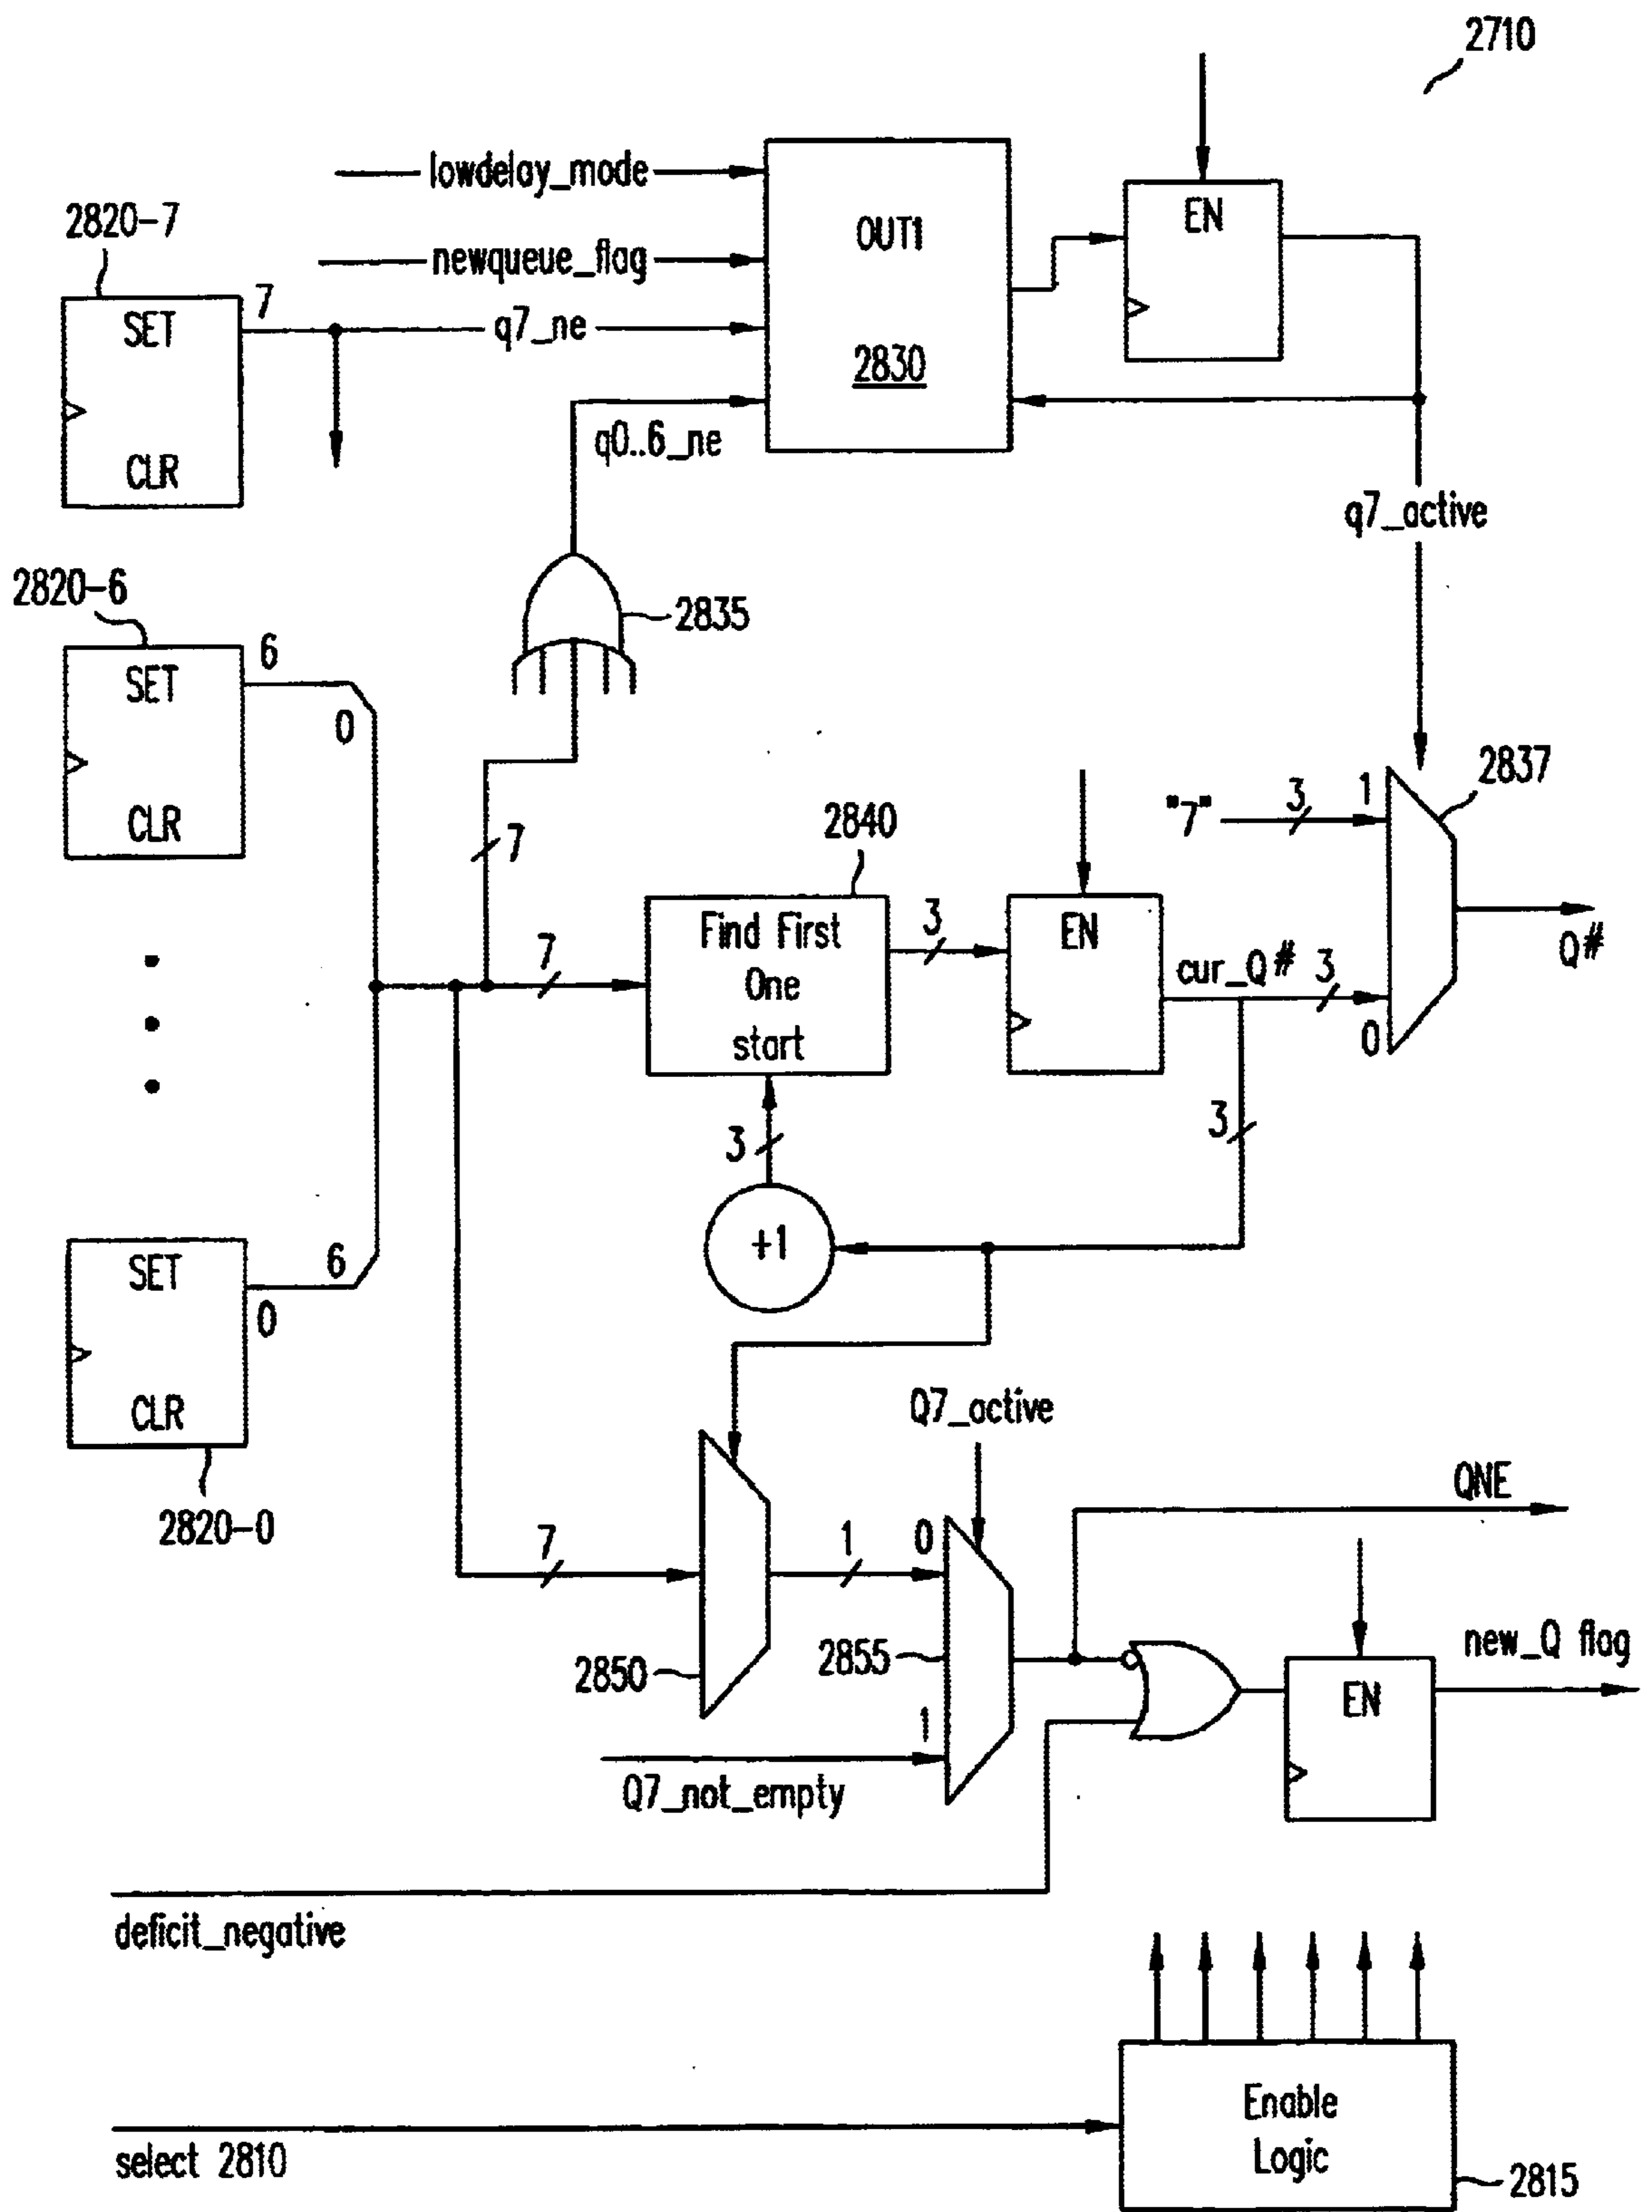 2710
lowdelay_mode
2820-7
OUT1
EN
newqueue_flag
7
SET
q7_ne
2830
q0..6_ne
CLR
q7_active
2820-6
2835
6
SET
0
2837
CLR
"7"
3
1
2840
7
Find First
One
start
3
EN
7
cur_Q#
3
Q#
0
3
3
+1
SET
6
0
CLR
Q7_active
2820-0
QNE
7
1
0
new_Q flag
2850
2855
EN
1
Q7_not_empty
deficit_negative
Enable
Logic
select 2810
2815